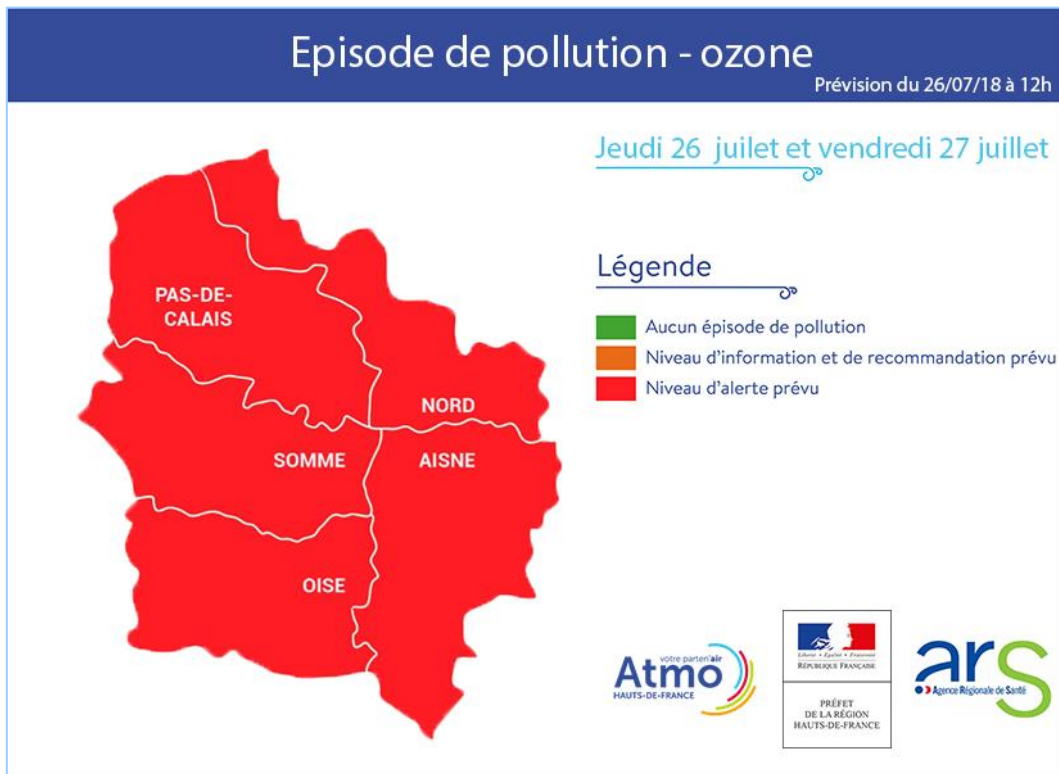 Episode de pollution - ozone
Prévision du 26/07/18 à 12h
Jeudi 26 juilet et vendredi 27 juillet
Légende
Aucun épisode de pollution
Niveau d'information et de recommandation prévu
Niveau d'alerte prévu
PAS-DE-
CALAIS
NORD
SOMME
AISNE
OISE
votre parten'air
Atmo
HAUTS-DE-FRANCE
Liberté • Égalité • Fraternité
RÉPUBLIQUE FRANÇAISE
PRÉFET
DE LA RÉGION
HAUTS-DE-FRANCE
ars
Agence Régionale de Santé